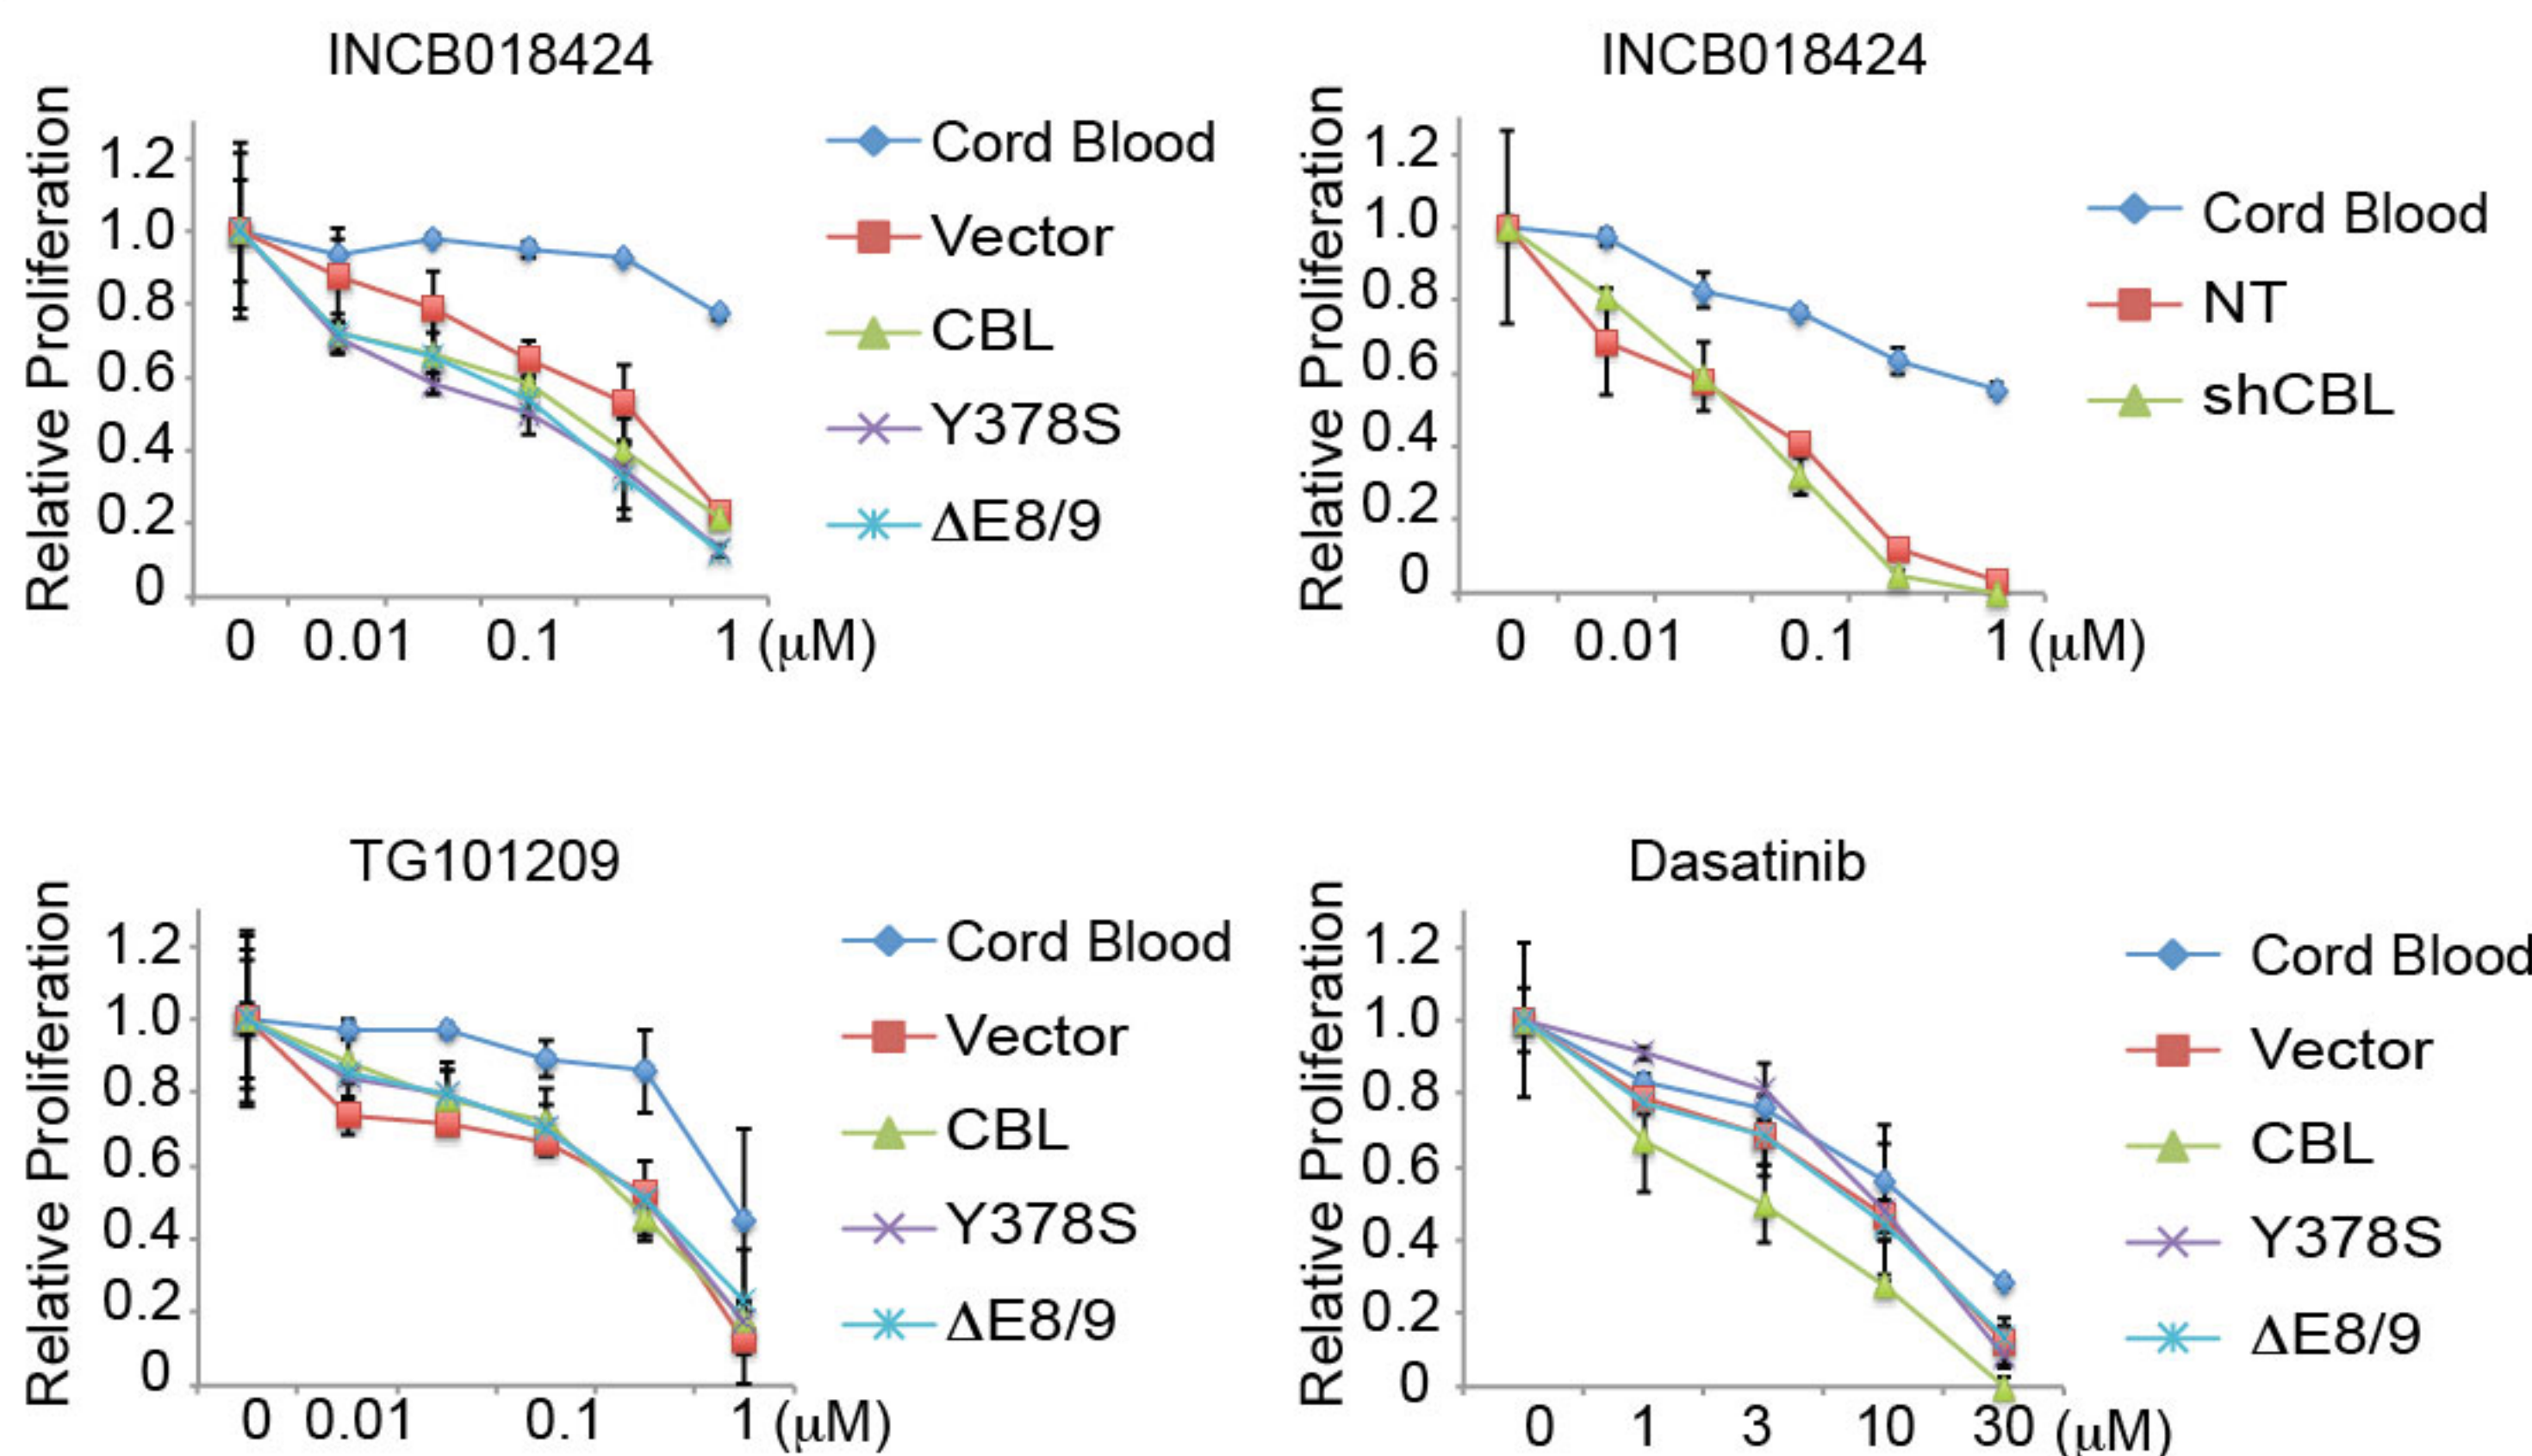 INCB018424
Relative Proliferation
1.2
1.0
0.8
0.6
0.4
0.2
0
0 0.01 0.1 1 (μM)
Cord Blood
Vector
CBL
Y378S
ΔE8/9
INCB018424
Relative Proliferation
1.2
1.0
0.8
0.6
0.4
0.2
0
0 0.01 0.1 1 (μM)
Cord Blood
NT
shCBL
TG101209
Relative Proliferation
1.2
1.0
0.8
0.6
0.4
0.2
0
0 0.01 0.1 1 (μM)
Cord Blood
Vector
CBL
Y378S
ΔE8/9
Dasatinib
Relative Proliferation
1.2
1.0
0.8
0.6
0.4
0.2
0
0 1 3 10 30 (μM)
Cord Blood
Vector
CBL
Y378S
ΔE8/9